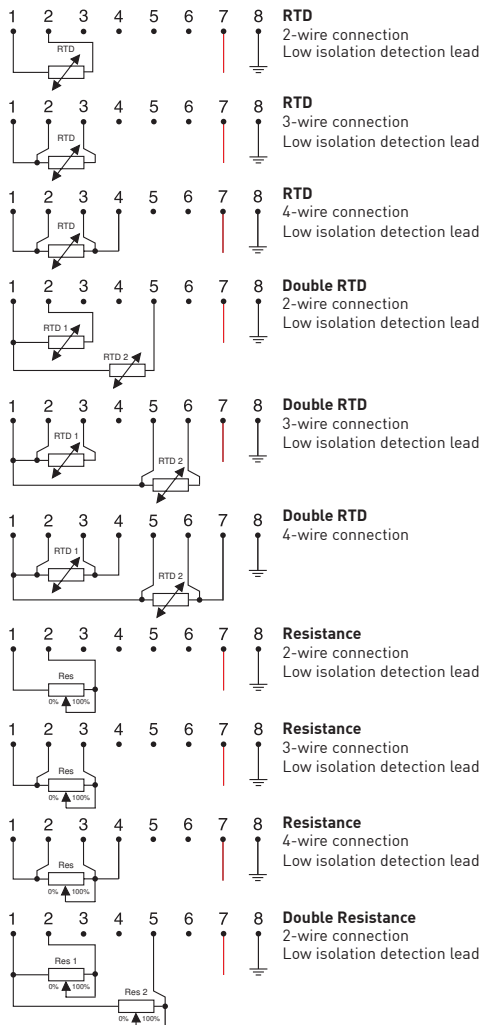 1 2 3 4 5 6 7 8 RTD
2-wire connection
Low isolation detection lead
RTD
1 2 3 4 5 6 7 8 RTD
3-wire connection
Low isolation detection lead
RTD
1 2 3 4 5 6 7 8 RTD
4-wire connection
Low isolation detection lead
RTD
1 2 3 4 5 6 7 8 Double RTD
2-wire connection
Low isolation detection lead
RTD 1
RTD 2
1 2 3 4 5 6 7 8 Double RTD
3-wire connection
Low isolation detection lead
RTD 1
RTD 2
1 2 3 4 5 6 7 8 Double RTD
4-wire connection
RTD 1
RTD 2
1 2 3 4 5 6 7 8 Resistance
2-wire connection
Low isolation detection lead
Res
0% 100%
1 2 3 4 5 6 7 8 Resistance
3-wire connection
Low isolation detection lead
Res
0% 100%
1 2 3 4 5 6 7 8 Resistance
4-wire connection
Low isolation detection lead
Res
0% 100%
1 2 3 4 5 6 7 8 Double Resistance
2-wire connection
Low isolation detection lead
Res 1
0% 100%
Res 2
0% 100%